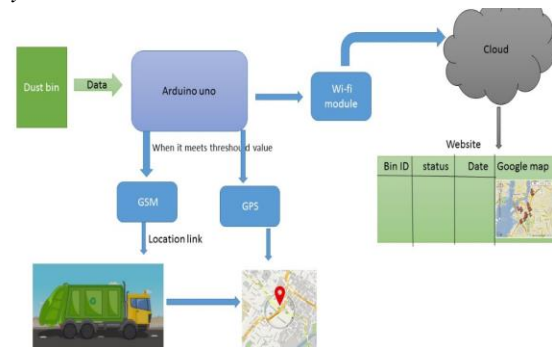 Cloud
Dust bin
Data
Arduino uno
Wi-fi
module
When it meets threshould value
Website
Bin ID status Date Google map
GSM
GPS
Location link